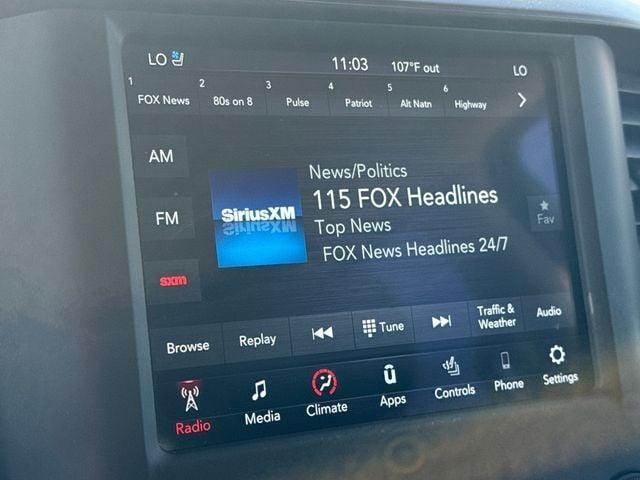 LO 11:03 107°F out LO
1 2 3 4 5 6
FOX News 80s on 8 Pulse Patriot Alt Natn Highway
AM
News/Politics
115 FOX Headlines
SiriusXM
Top News
FM
Fav
FOX News Headlines 24/7
sxm
Browse Replay Tune Traffic & Weather Audio
Radio Media Climate Apps Controls Phone Settings